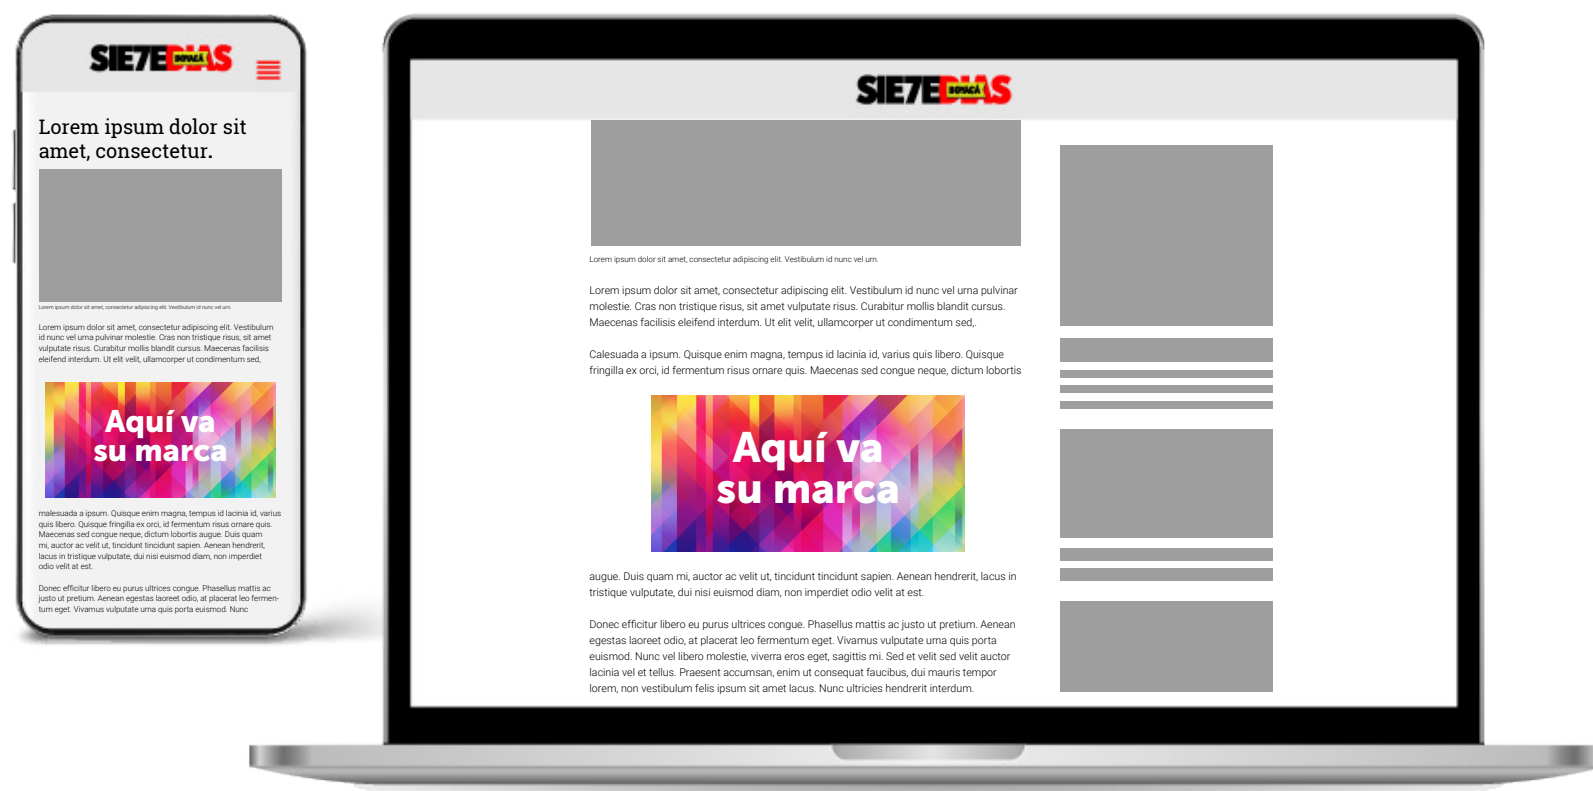 SIE7EDIAS
BOYACÁ
Lorem ipsum dolor sit
amet, consectetur.
Lorem ipsum dolor sit amet, consectetur adipiscing elit. Vestibulum id nunc vel urn.
Lorem ipsum dolor sit amet, consectetur adipiscing elit. Vestibulum
id nunc vel urna pulvinar molestie. Cras non tristique risus, sit amet
vulputate risus. Curabitur mollis blandit cursus. Maecenas facilisis
eleifend interdum. Ut elit velit, ullamcorper ut condimentum sed,
Aquí va
su marca
malesuada a ipsum. Quisque enim magna, tempus id lacinia id, varius
quis libero. Quisque fringilla ex orci, id fermentum risus ornare quis.
Maecenas sed congue neque, dictum lobortis augue. Duis quam
mi, auctor ac velit ut, tincidunt tincidunt sapien. Aenean hendrerit,
lacus in tristique vulputate, dui nisi euismod diam, non imperdiet
odio velit at est.
Donec efficitur libero eu purus ultrices congue. Phasellus mattis ac
justo ut pretium. Aenean egestas laoreet odio, at placerat leo fermen-
tum eget. Vivamus vulputate urna quis porta euismod. Nunc
SIE7EDIAS
BOYACÁ
Lorem ipsum dolor sit amet, consectetur adipiscing elit. Vestibulum id nunc vel urn.
Lorem ipsum dolor sit amet, consectetur adipiscing elit. Vestibulum id nunc vel urna pulvinar
molestie. Cras non tristique risus, sit amet vulputate risus. Curabitur mollis blandit cursus.
Maecenas facilisis eleifend interdum. Ut elit velit, ullamcorper ut condimentum sed,.
Calesuada a ipsum. Quisque enim magna, tempus id lacinia id, varius quis libero. Quisque
fringilla ex orci, id fermentum risus ornare quis. Maecenas sed congue neque, dictum lobortis
Aquí va
su marca
augue. Duis quam mi, auctor ac velit ut, tincidunt tincidunt sapien. Aenean hendrerit, lacus in
tristique vulputate, dui nisi euismod diam, non imperdiet odio velit at est.
Donec efficitur libero eu purus ultrices congue. Phasellus mattis ac justo ut pretium. Aenean
egestas laoreet odio, at placerat leo fermentum eget. Vivamus vulputate urna quis porta
euismod. Nunc vel libero molestie, viverra eros eget, sagittis mi. Sed et velit sed velit auctor
lacinia vel et tellus. Praesent accumsan, enim ut consequat faucibus, dui mauris tempor
lorem, non vestibulum felis ipsum sit amet lacus. Nunc ultricies hendrerit interdum.